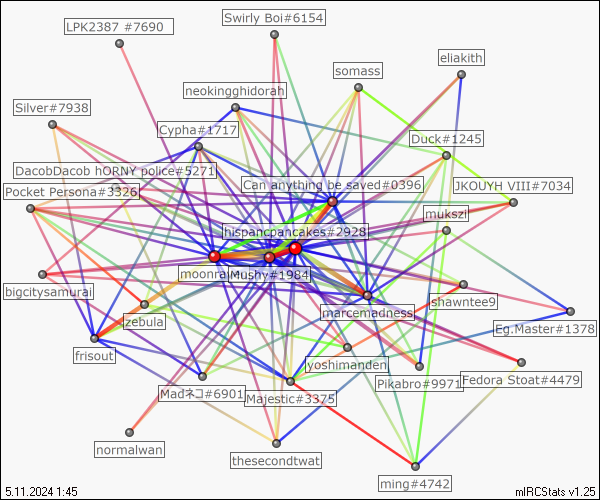 Swirly Boi#6154
LPK2387 #7690
eliakith
somass
neokingghidorah
Silver#7938
Cypha#1717
Duck#1245
DacobDacob hORNY police#5271
Can anything be saved#0396
JKOUYH VIII#7034
Pocket Persona#3326
mukszi
hispancpancakes#2928
moonra
Mushy#1984
bigcitysamurai
shawntee9
marcemadness
zebula
Eg.Master#1378
frisout
yoshimanden
Pikabro#9971
Fedora Stoat#4479
Madネコ#6901
Majestic#3375
normalwan
thesecondtwat
ming#4742
5.11.2024 1:45
mIRCStats v1.25